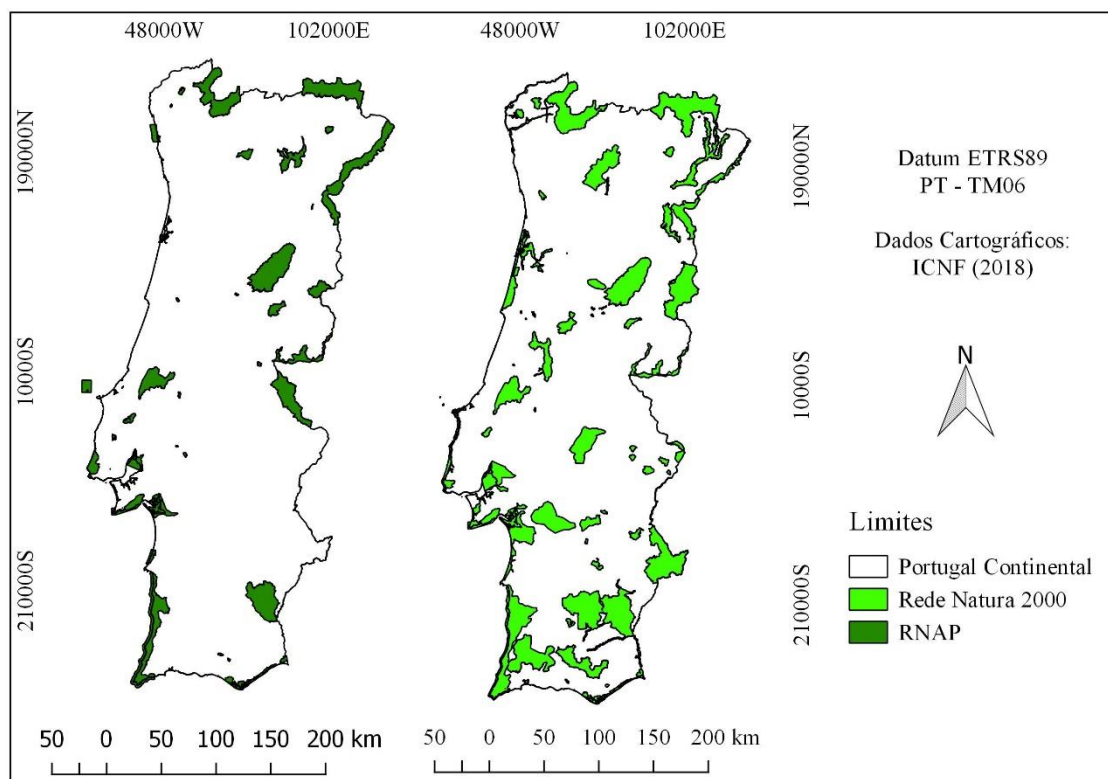 48000W 102000E 48000W 102000E
190000N
10000S
210000S
190000N
10000S
210000S
Datum ETRS89
PT - TM06
Dados Cartográficos:
ICNF (2018)
N
Limites
Portugal Continental
Rede Natura 2000
RNAP
50 0 50 100 150 200 km
50 0 50 100 150 200 km